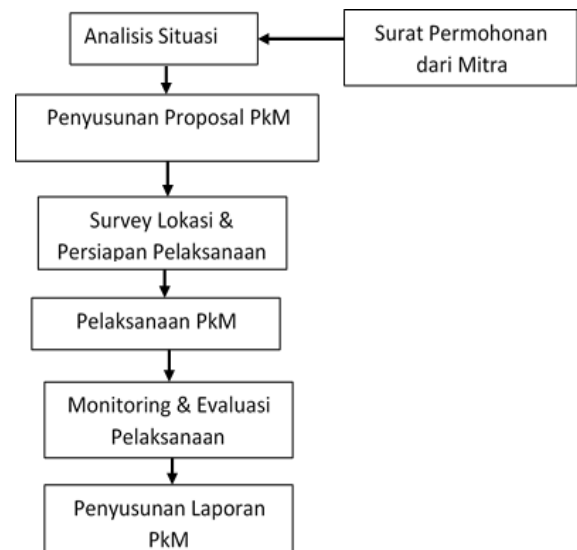 Analisis Situasi
Surat Permohonan
dari Mitra
Penyusunan Proposal PkM
Survey Lokasi &
Persiapan Pelaksanaan
Pelaksanaan PkM
Monitoring & Evaluasi
Pelaksanaan
Penyusunan Laporan
PkM